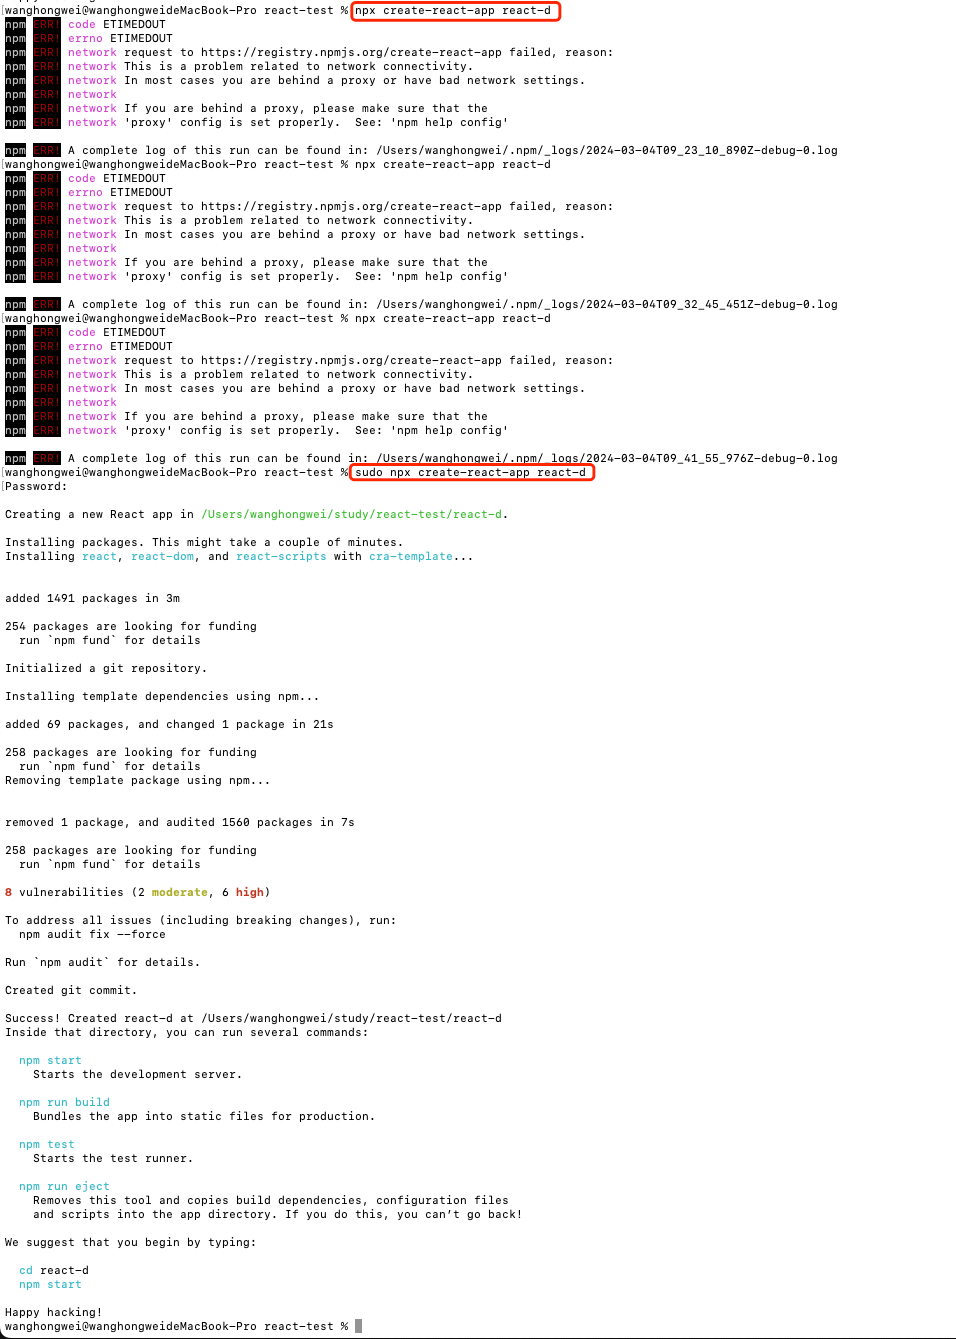 [wanghongwei@wanghongweideMacBook-Pro react-test % npx create-react-app react-d
npm ERR! code ETIMEDOUT
npm ERR! errno ETIMEDOUT
npm ERR! network request to https://registry.npmjs.org/create-react-app failed, reason:
npm ERR! network This is a problem related to network connectivity.
npm ERR! network In most cases you are behind a proxy or have bad network settings.
npm ERR! network
npm ERR! network If you are behind a proxy, please make sure that the
npm ERR! network 'proxy' config is set properly.  See: 'npm help config'
npm ERR! A complete log of this run can be found in: /Users/wanghongwei/.npm/_logs/2024-03-04T09_23_10_890Z-debug-0.log
[wanghongwei@wanghongweideMacBook-Pro react-test % npx create-react-app react-d
npm ERR! code ETIMEDOUT
npm ERR! errno ETIMEDOUT
npm ERR! network request to https://registry.npmjs.org/create-react-app failed, reason:
npm ERR! network This is a problem related to network connectivity.
npm ERR! network In most cases you are behind a proxy or have bad network settings.
npm ERR! network
npm ERR! network If you are behind a proxy, please make sure that the
npm ERR! network 'proxy' config is set properly.  See: 'npm help config'
npm ERR! A complete log of this run can be found in: /Users/wanghongwei/.npm/_logs/2024-03-04T09_32_45_451Z-debug-0.log
[wanghongwei@wanghongweideMacBook-Pro react-test % npx create-react-app react-d
npm ERR! code ETIMEDOUT
npm ERR! errno ETIMEDOUT
npm ERR! network request to https://registry.npmjs.org/create-react-app failed, reason:
npm ERR! network This is a problem related to network connectivity.
npm ERR! network In most cases you are behind a proxy or have bad network settings.
npm ERR! network
npm ERR! network If you are behind a proxy, please make sure that the
npm ERR! network 'proxy' config is set properly.  See: 'npm help config'
npm ERR! A complete log of this run can be found in: /Users/wanghongwei/.npm/_logs/2024-03-04T09_41_55_976Z-debug-0.log
[wanghongwei@wanghongweideMacBook-Pro react-test % sudo npx create-react-app react-d
[Password:
Creating a new React app in /Users/wanghongwei/study/react-test/react-d.
Installing packages. This might take a couple of minutes.
Installing react, react-dom, and react-scripts with cra-template...
added 1491 packages in 3m
254 packages are looking for funding
run `npm fund` for details
Initialized a git repository.
Installing template dependencies using npm...
added 69 packages, and changed 1 package in 21s
258 packages are looking for funding
run `npm fund` for details
Removing template package using npm...
removed 1 package, and audited 1560 packages in 7s
258 packages are looking for funding
run `npm fund` for details
8 vulnerabilities (2 moderate, 6 high)
To address all issues (including breaking changes), run:
npm audit fix --force
Run `npm audit` for details.
Created git commit.
Success! Created react-d at /Users/wanghongwei/study/react-test/react-d
Inside that directory, you can run several commands:
npm start
Starts the development server.
npm run build
Bundles the app into static files for production.
npm test
Starts the test runner.
npm run eject
Removes this tool and copies build dependencies, configuration files
and scripts into the app directory. If you do this, you can’t go back!
We suggest that you begin by typing:
cd react-d
npm start
Happy hacking!
wanghongwei@wanghongweideMacBook-Pro react-test %